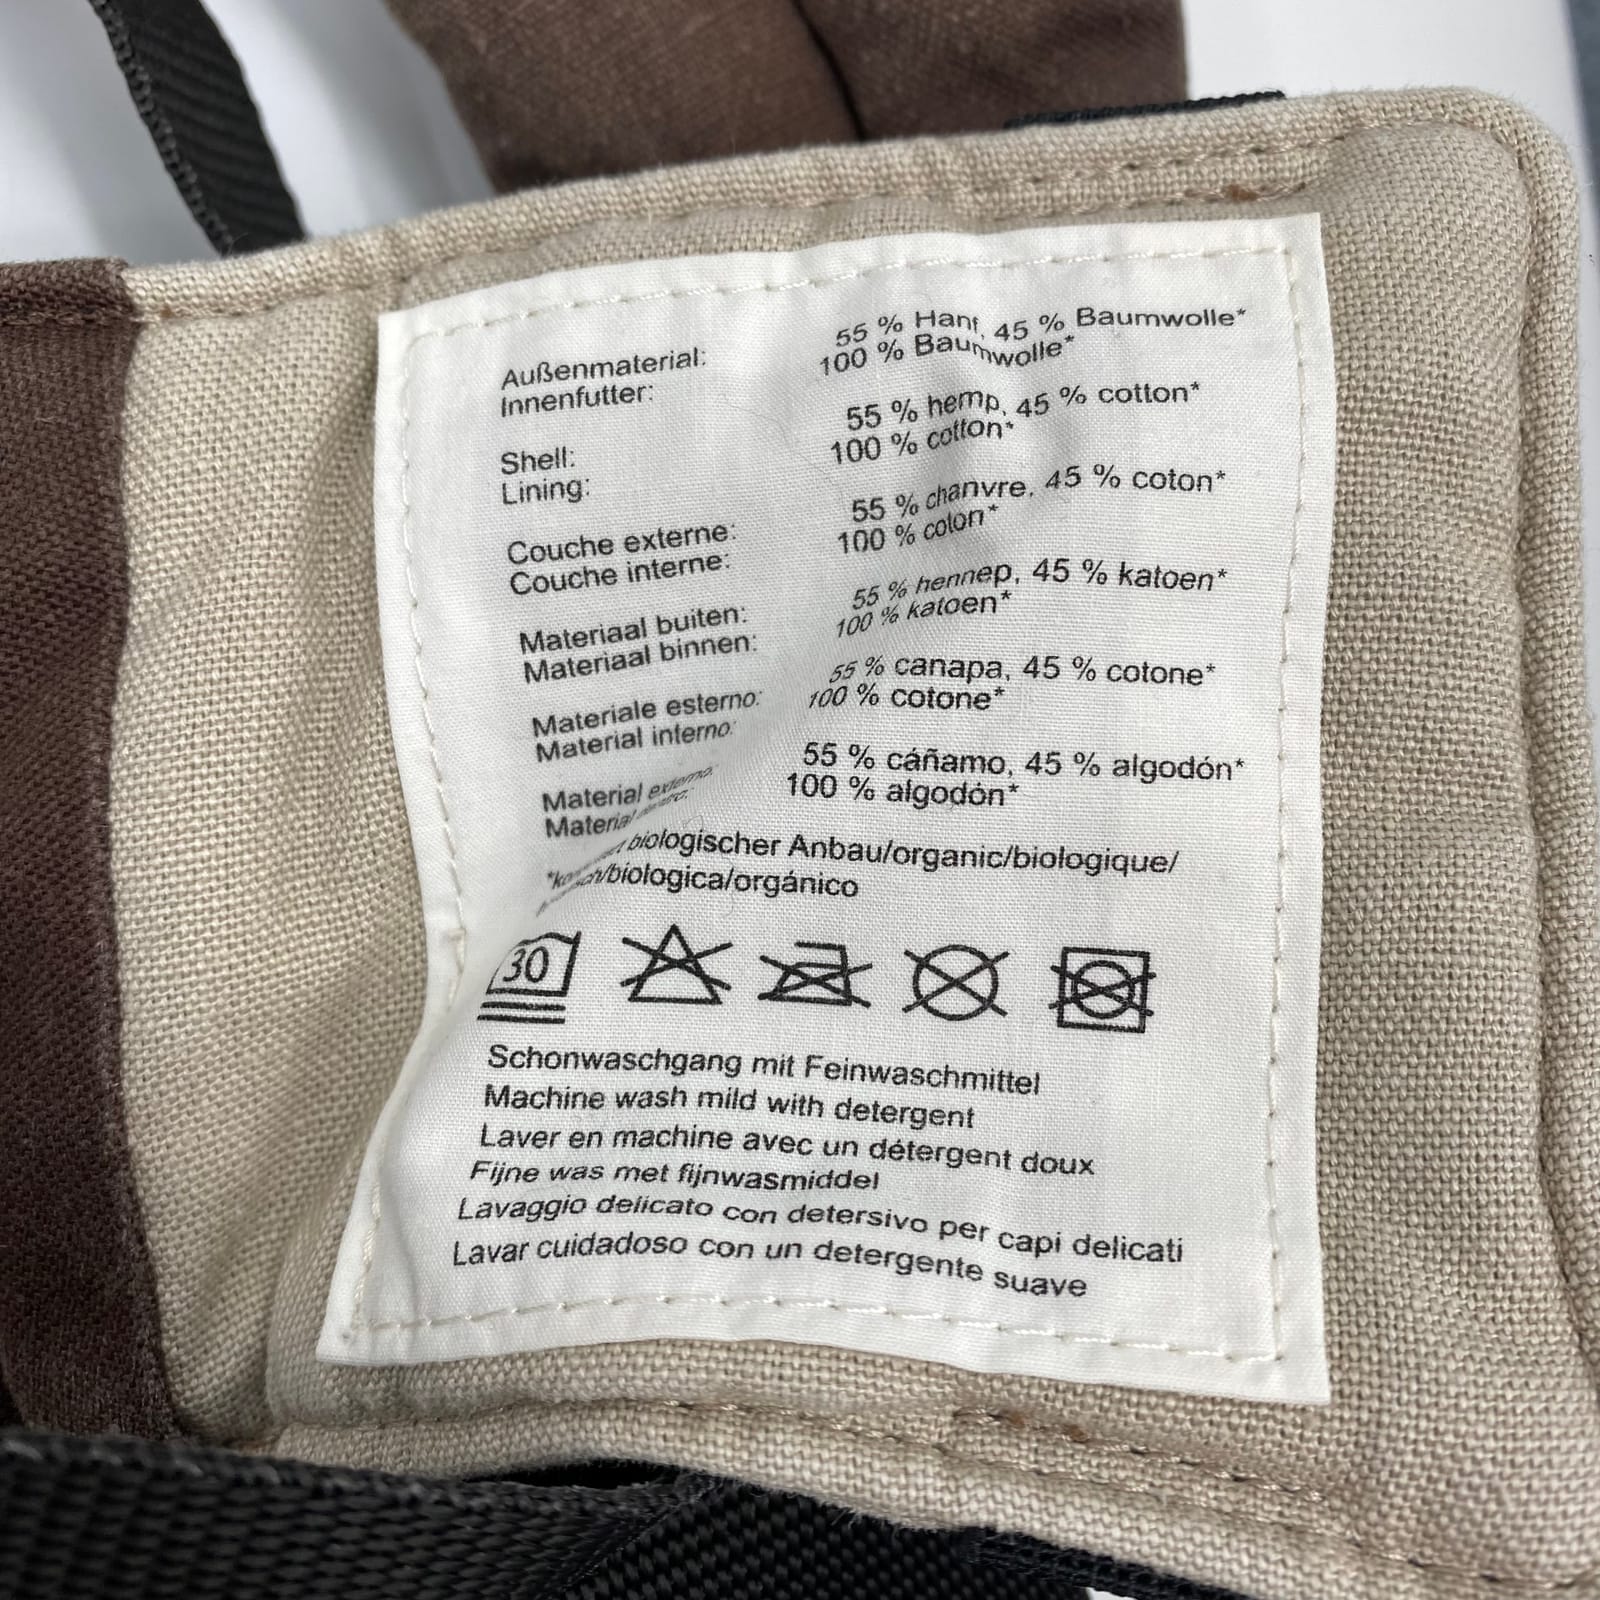 Außenmaterial: 55 % Hanf, 45 % Baumwolle*
Innenfutter: 100 % Baumwolle*
Shell: 55 % hemp, 45 % cotton*
Lining: 100 % cotton*
Couche externe: 55 % chanvre, 45 % coton*
Couche interne: 100 % coton*
Materiaal buiten: 55 % hennep, 45 % katoen*
Materiaal binnen: 100 % katoen*
Materiale esterno: 55 % canapa, 45 % cotone*
Material interno: 100 % cotone*
Material externo: 55 % cáñamo, 45 % algodón*
Material 100 % algodón*
biologischer Anbau/organic/biologique/
/biologica/orgánico
30
Schonwaschgang mit Feinwaschmittel
Machine wash mild with detergent
Laver en machine avec un détergent doux
Fijne was met fijnwasmiddel
Lavaggio delicato con detersivo per capi delicati
Lavar cuidadoso con un detergente suave